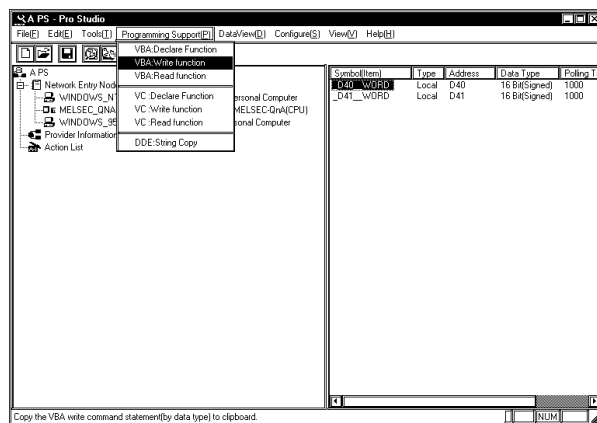 A PS - Pro Studio
File(F) Edit(E) Tools(T) Programming Support(P) DataView(D) Configure(S) View(V) Help(H)
VBA:Declare Function
VBA:Write function
VBA:Read function
VC :Declare Function
VC :Write function
VC :Read function
DDE:String Copy
A PS
Network Entry Node
WINDOWS_N ersonal Computer
MELSEC_QNA MELSEC-QnA(CPU)
WINDOWS_95 sonal Computer
Provider Information
Action List
Symbol(Item) Type Address Data Type Polling Ti
_D40__WORD Local D40 16 Bit(Signed) 1000
_D41__WORD Local D41 16 Bit(Signed) 1000
Copy the VBA write command statement(by data type) to clipboard.
NUM